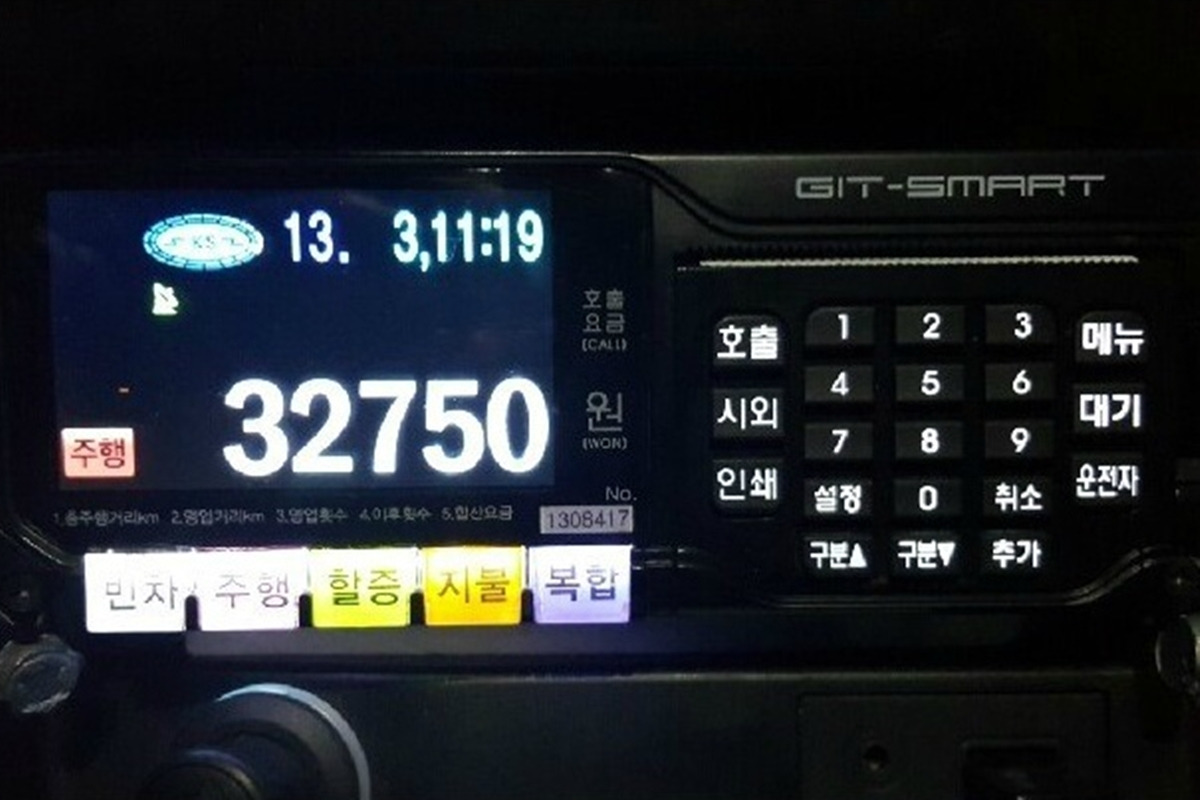 GIT-SMART
KS 13. 3,11:19
호출
요금
(CALL)
32750
원
(WON)
주행
No.
1308417
1.총주행거리km 2.영업거리km 3.영업횟수 4.이후횟수 5.합산요금
빈차 주행 할증 지불 복합
호출 1 2 3 메뉴
4 5 6
시외 대기
7 8 9
인쇄 설정 0 취소 운전자
구분▲ 구분▼ 추가